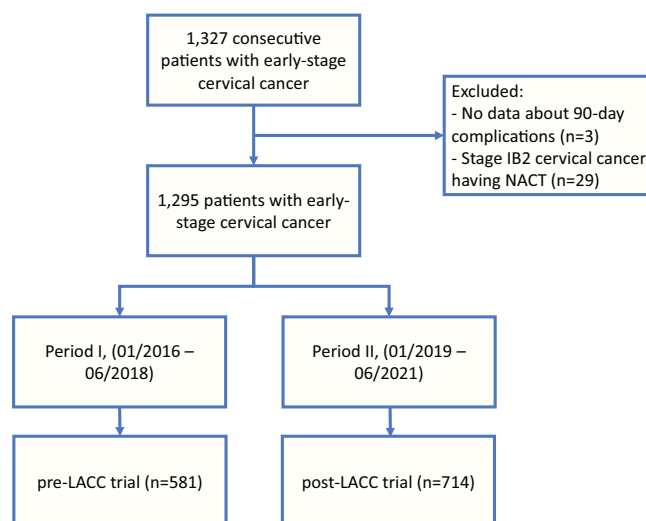 1,327 consecutive
patients with early-stage
cervical cancer
Excluded:
- No data about 90-day
complications (n=3)
- Stage IB2 cervical cancer
having NACT (n=29)
1,295 patients with early-
stage cervical cancer
Period I, (01/2016 –
06/2018)
Period II, (01/2019 –
06/2021)
pre-LACC trial (n=581)
post-LACC trial (n=714)